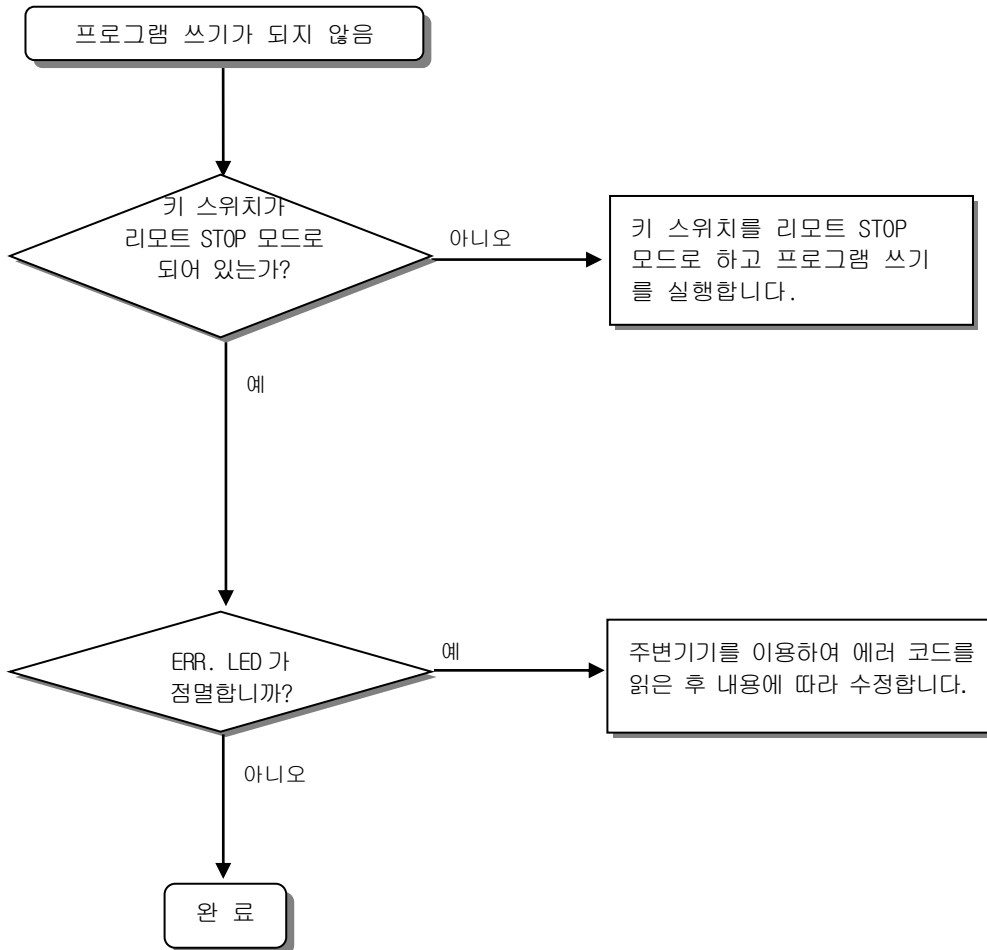 프로그램 쓰기가 되지 않음
키 스위치가
리모트 STOP 모드로
되어 있는가?
아니오
키 스위치를 리모트 STOP
모드로 하고 프로그램 쓰기
를 실행합니다.
예
ERR. LED 가
점멸합니까?
예
주변기기를 이용하여 에러 코드를
읽은 후 내용에 따라 수정합니다.
아니오
완 료